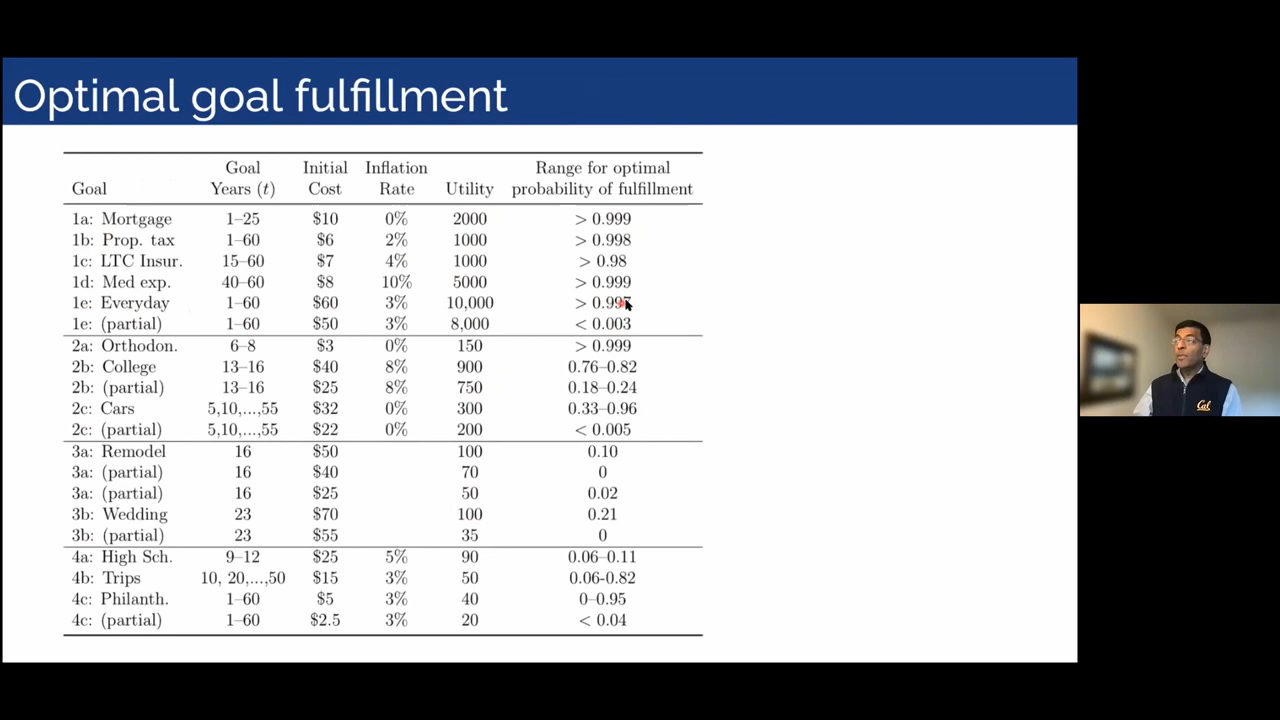 Optimal goal fulfillment
Goal Initial Inflation Range for optimal
Goal Years (t) Cost Rate Utility probability of fulfillment
1a: Mortgage 1–25 $10 0% 2000 > 0.999
1b: Prop. tax 1–60 $6 2% 1000 > 0.998
1c: LTC Insur. 15–60 $7 4% 1000 > 0.98
1d: Med exp. 40–60 $8 10% 5000 > 0.999
1e: Everyday 1–60 $60 3% 10,000 > 0.997
1e: (partial) 1–60 $50 3% 8,000 < 0.003
2a: Orthodon. 6–8 $3 0% 150 > 0.999
2b: College 13–16 $40 8% 900 0.76–0.82
2b: (partial) 13–16 $25 8% 750 0.18–0.24
2c: Cars 5,10,...,55 $32 0% 300 0.33–0.96
2c: (partial) 5,10,...,55 $22 0% 200 < 0.005
3a: Remodel 16 $50 100 0.10
3a: (partial) 16 $40 70 0
3a: (partial) 16 $25 50 0.02
3b: Wedding 23 $70 100 0.21
3b: (partial) 23 $55 35 0
4a: High Sch. 9–12 $25 5% 90 0.06–0.11
4b: Trips 10, 20,...,50 $15 3% 50 0.06-0.82
4c: Philanth. 1–60 $5 3% 40 0–0.95
4c: (partial) 1–60 $2.5 3% 20 < 0.04
Cal